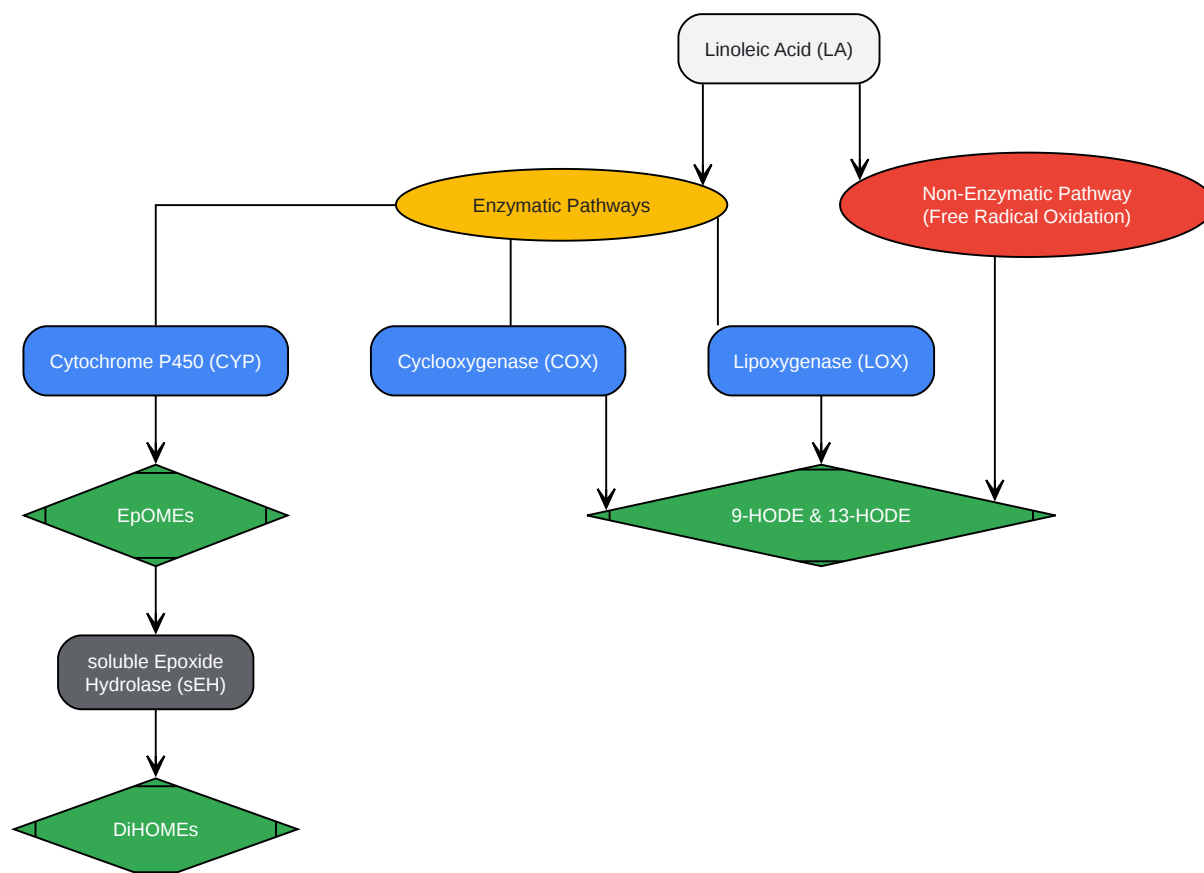 Linoleic Acid (LA)
Enzymatic Pathways
Non-Enzymatic Pathway
(Free Radical Oxidation)
Cytochrome P450 (CYP)
Cyclooxygenase (COX)
Lipoxygenase (LOX)
EpOMEs
9-HODE & 13-HODE
soluble Epoxide
Hydrolase (sEH)
DiHOMEs